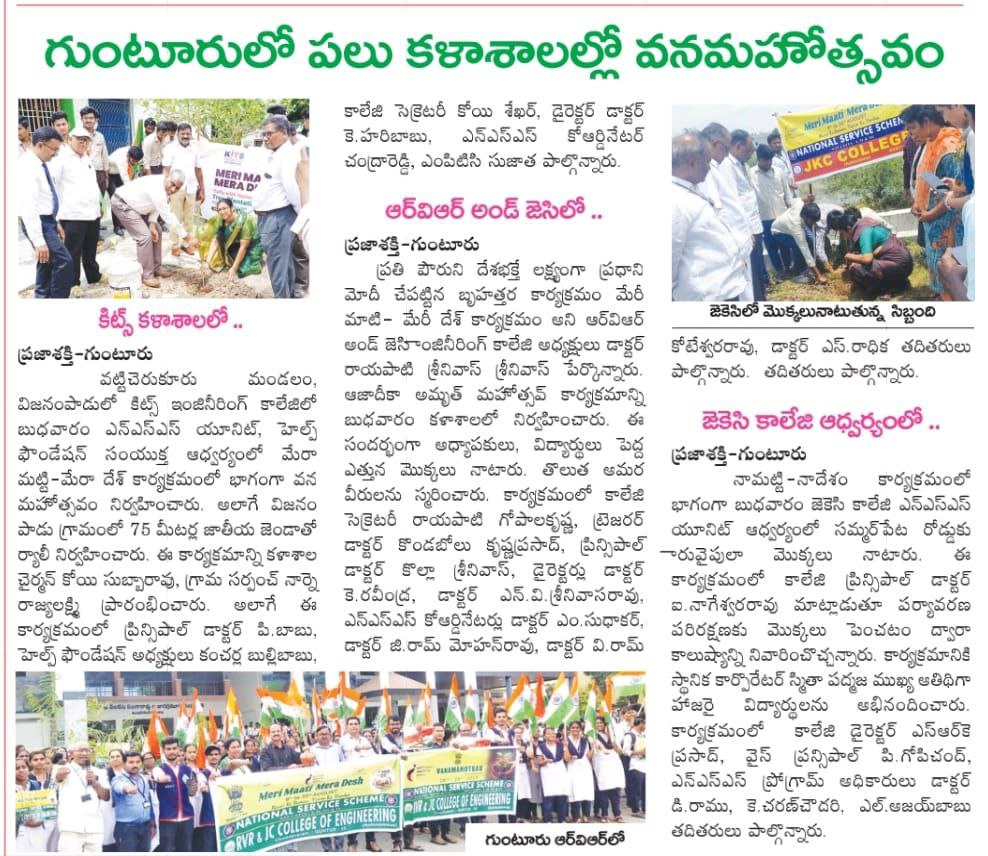 గుంటూరులో పలు కళాశాలల్లో వనమహోత్సవం
KITS
MERI MA
MERA D
కిట్స్ కళాశాలలో ..
ప్రజాశక్తి-గుంటూరు
వట్టిచెరుకూరు మండలం,
విజనంపాడులో కిట్స్ ఇంజినీరింగ్ కాలేజిలో
బుధవారం ఎన్ఎస్ఎస్ యూనిట్, హెల్ప్
ఫౌండేషన్ సంయుక్త ఆధ్వర్యంలో మేరా
మట్టి-మేరా దేశ్ కార్యక్రమంలో భాగంగా వన
మహోత్సవం నిర్వహించారు. అలాగే విజనం
పాడు గ్రామంలో 75 మీటర్ల జాతీయ జెండాతో
ర్యాలీ నిర్వహించారు. ఈ కార్యక్రమాన్ని కళాశాల
చైర్మన్ కోయి సుబ్బారావు, గ్రామ సర్పంచ్ నార్నె
రాజ్యలక్ష్మి ప్రారంభించారు. అలాగే ఈ
కార్యక్రమంలో ప్రిన్సిపాల్ డాక్టర్ పి.బాబు,
హెల్ప్ ఫౌండేషన్ అధ్యక్షులు కంచర్ల బుల్లిబాబు,
కాలేజి సెక్రెటరీ కోయి శేఖర్, డైరెక్టర్ డాక్టర్
కె.హరిబాబు, ఎన్ఎస్ఎస్ కోఆర్డినేటర్
చంద్రారెడ్డి, ఎంపిటిసి సుజాత పాల్గొన్నారు.
ఆర్‌విఆర్ అండ్ జెసిలో ..
ప్రజాశక్తి-గుంటూరు
ప్రతి పౌరుని దేశభక్తే లక్ష్యంగా ప్రధాని
మోదీ చేపట్టిన బృహత్తర కార్యక్రమం మేరీ
మాటి- మేరీ దేశ్ కార్యక్రమం అని ఆర్‌విఆర్
అండ్ జెసిాంజినీరింగ్ కాలేజి అధ్యక్షులు డాక్టర్
రాయపాటి శ్రీనివాస్ శ్రీనివాస్ పేర్కొన్నారు.
ఆజాదీకా అమృత్ మహోత్సవ్ కార్యక్రమాన్ని
బుధవారం కళాశాలలో నిర్వహించారు. ఈ
సందర్భంగా అధ్యాపకులు, విద్యార్థులు పెద్ద
ఎత్తున మొక్కలు నాటారు. తొలుత అమర
వీరులను స్మరించారు. కార్యక్రమంలో కాలేజి
సెక్రెటరీ రాయపాటి గోపాలకృష్ణ, ట్రెజరర్
డాక్టర్ కొండబోలు కృష్ణప్రసాద్, ప్రిన్సిపాల్
డాక్టర్ కొల్లా శ్రీనివాస్, డైరెక్టర్లు డాక్టర్
కె.రవీంద్ర, డాక్టర్ ఎన్.వి.శ్రీనివాసరావు,
ఎన్ఎస్ఎస్ కోఆర్డినేటర్లు డాక్టర్ ఎం.సుధాకర్,
డాక్టర్ జి.రామ్ మోహన్‌రావు, డాక్టర్ వి.రామ్
Meri Maati Mera Desh
NATIONAL SERVICE SCHEME
RVR & JC COLLEGE OF ENGINEERING
VANAMAHOTSAV
NATIONAL SERVICE SCHEME
RVR & JC COLLEGE OF ENGINEERING
గుంటూరు ఆర్‌విఆర్‌లో
Meri Maati Mera De
NATIONAL SERVICE SCHEM
JKC COLLEGE
జెకెసిలో మొక్కలునాటుతున్న సిబ్బంది
కోటేశ్వరరావు, డాక్టర్ ఎస్.రాధిక తదితరులు
పాల్గొన్నారు. తదితరులు పాల్గొన్నారు.
జెకెసి కాలేజి ఆధ్వర్యంలో ..
ప్రజాశక్తి-గుంటూరు
నామట్టి-నాదేశం కార్యక్రమంలో
భాగంగా బుధవారం జెకెసి కాలేజి ఎన్ఎస్ఎస్
యూనిట్ ఆధ్వర్యంలో సమ్మర్‌పేట రోడ్డుకు
ారువైపులా మొక్కలు నాటారు. ఈ
కార్యక్రమంలో కాలేజి ప్రిన్సిపాల్ డాక్టర్
ఐ.నాగేశ్వరరావు మాట్లాడుతూ పర్యావరణ
పరిరక్షణకు మొక్కలు పెంచటం ద్వారా
కాలుష్యాన్ని నివారించొచ్చన్నారు. కార్యక్రమానికి
స్థానిక కార్పొరేటర్ స్మితా పద్మజ ముఖ్య అతిథిగా
హాజరై విద్యార్థులను అభినందించారు.
కార్యక్రమంలో కాలేజి డైరెక్టర్ ఎస్ఆర్‌కె
ప్రసాద్, వైస్ ప్రన్సిపాల్ పి.గోపిచంద్,
ఎన్ఎస్ఎస్ ప్రోగ్రామ్ అధికారులు డాక్టర్
డి.రాము, కె.చరణ్‌చౌదరి, ఎల్.అజయ్‌బాబు
తదితరులు పాల్గొన్నారు.